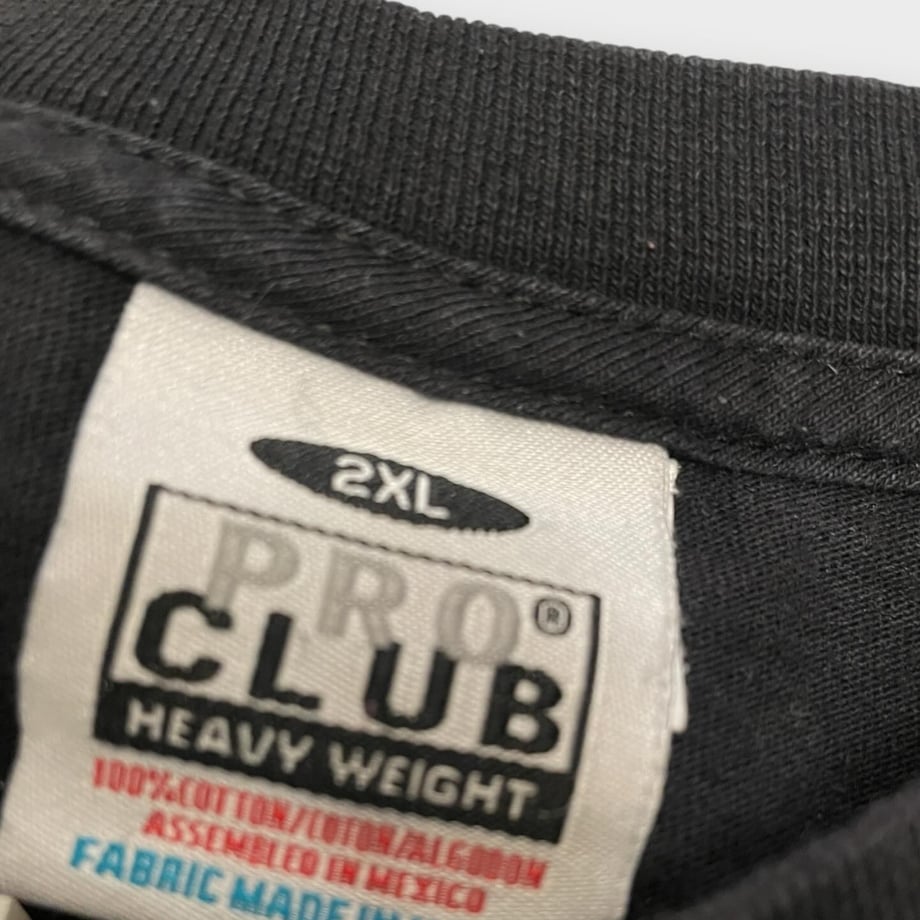 2XL
PRO®
CLUB
HEAVY WEIGHT
100%COTTON/COTON/ALGODON
ASSEMBLED IN MEXICO
FABRIC MADE IN